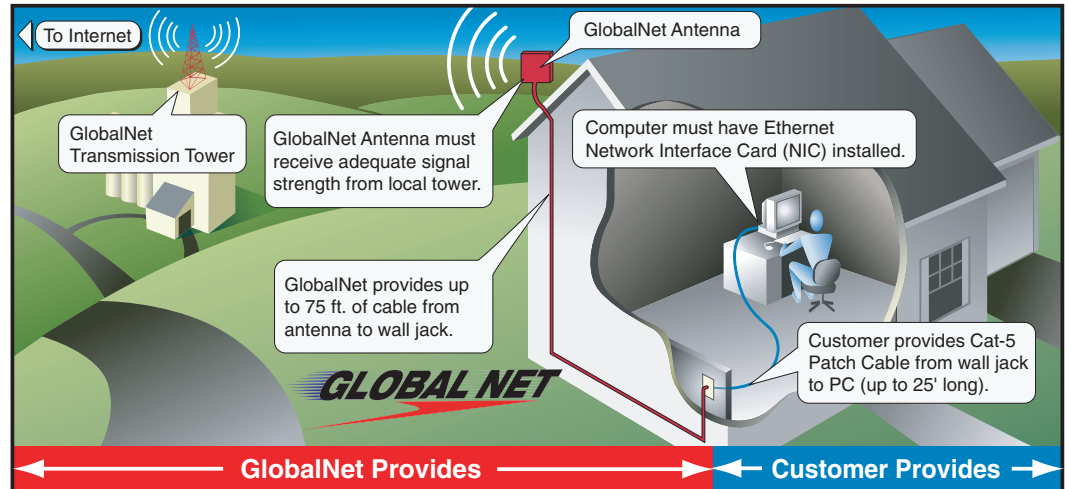 To Internet
GlobalNet Antenna
GlobalNet
Transmission Tower
GlobalNet Antenna must
receive adequate signal
strength from local tower.
Computer must have Ethernet
Network Interface Card (NIC) installed.
GlobalNet provides up
to 75 ft. of cable from
antenna to wall jack.
Customer provides Cat-5
Patch Cable from wall jack
to PC (up to 25' long).
GLOBAL NET
GlobalNet Provides
Customer Provides